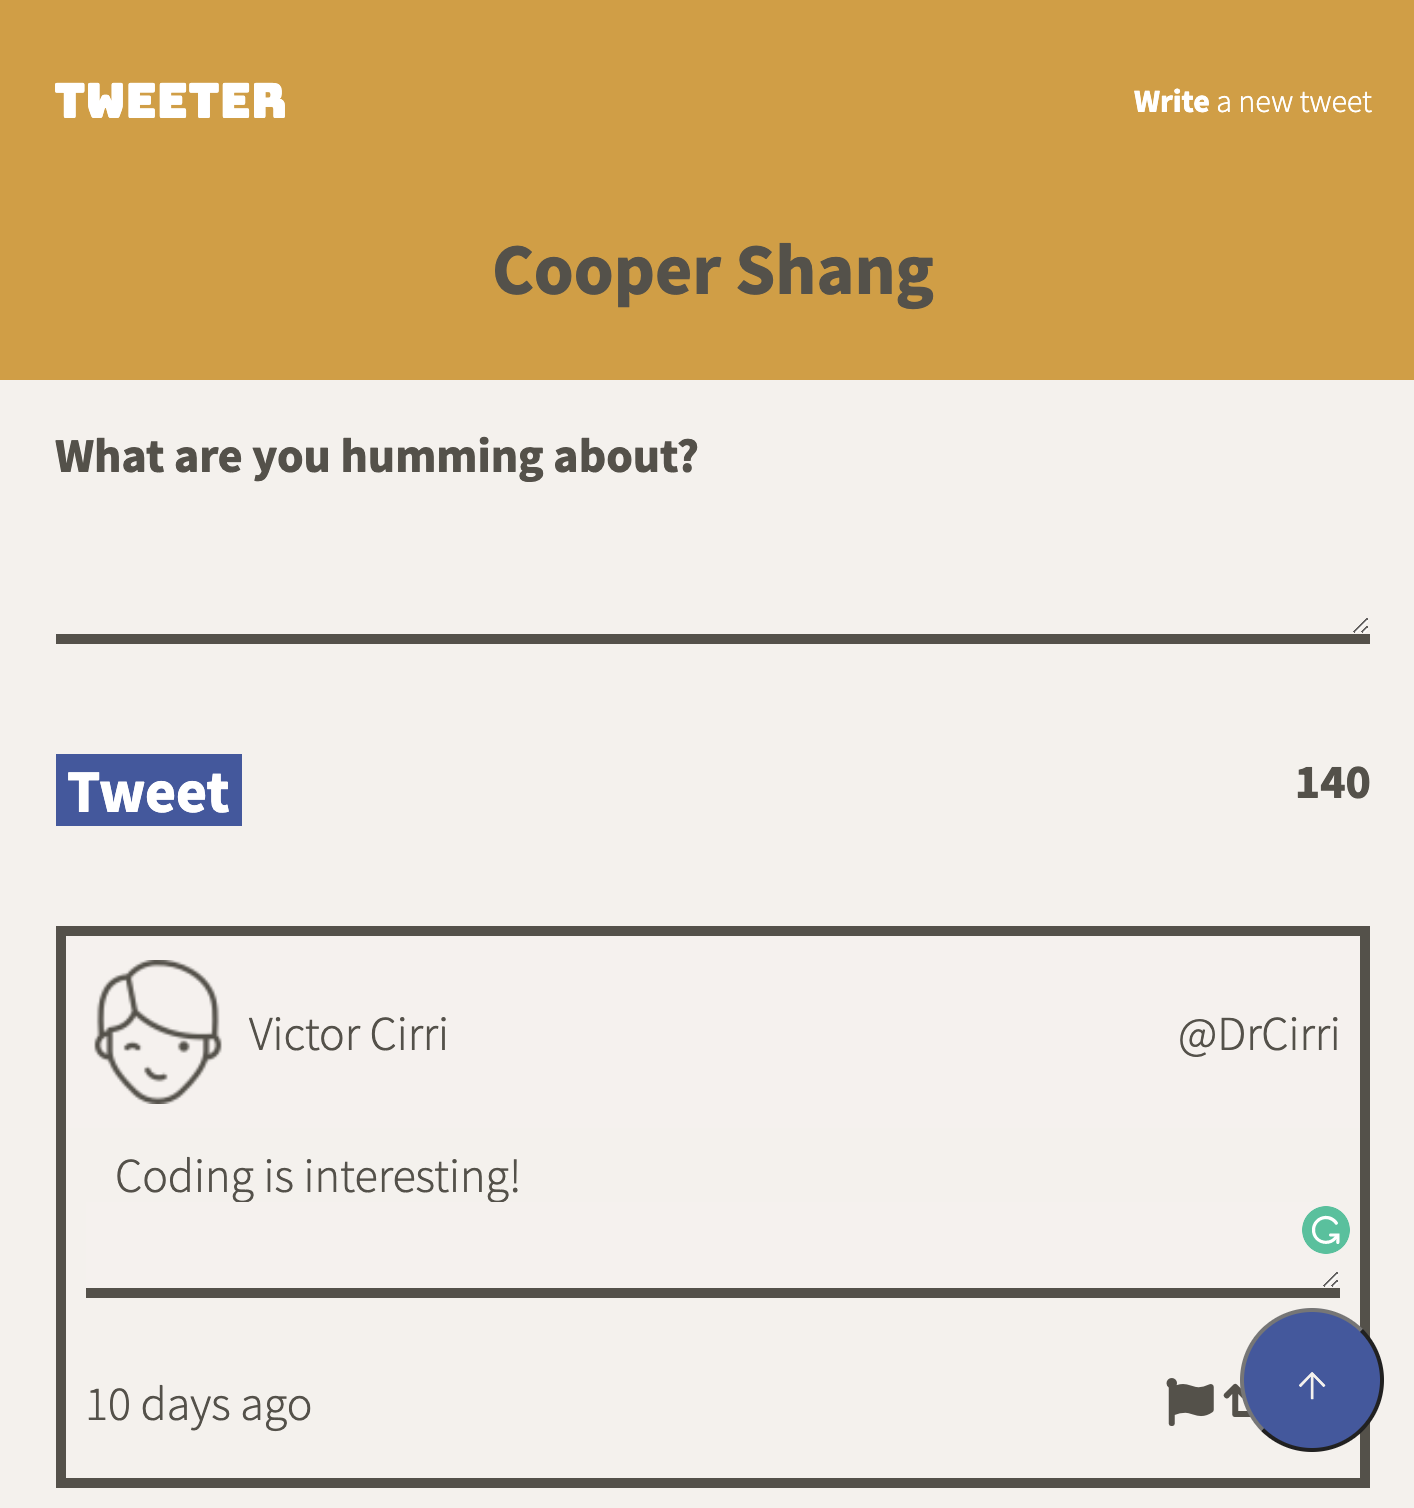 TWEETER
Write a new tweet
Cooper Shang
What are you humming about?
Tweet
140
Victor Cirri
@DrCirri
Coding is interesting!
10 days ago